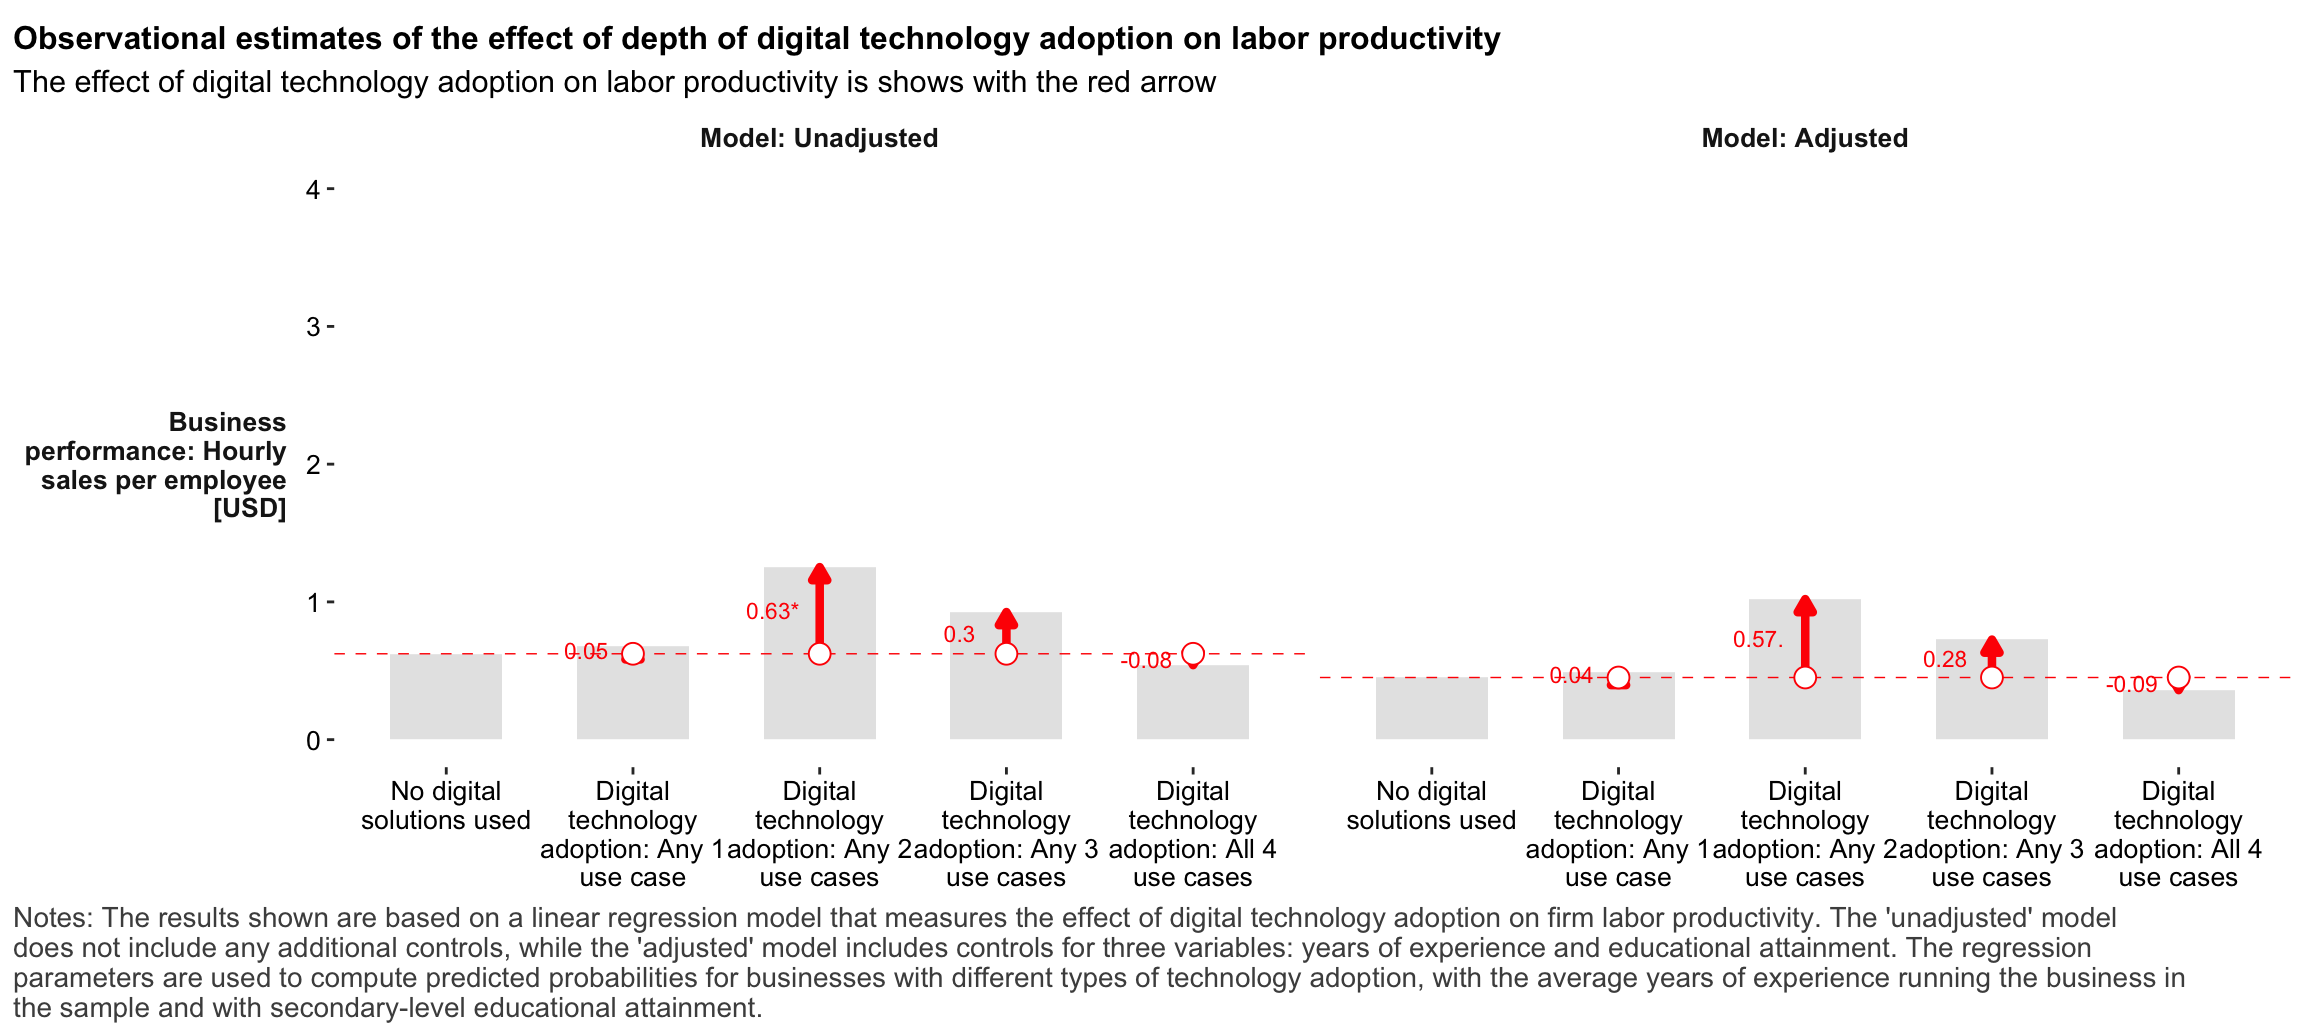 Observational estimates of the effect of depth of digital technology adoption on labor productivity
The effect of digital technology adoption on labor productivity is shows with the red arrow
Model: Unadjusted
Model: Adjusted
4
3
2
1
0
Business
performance: Hourly
sales per employee
[USD]
0.05
0.63*
0.3
-0.08
0.04
0.57.
0.28
-0.09
No digital
solutions used
Digital
technology
adoption: Any 1
use case
Digital
technology
adoption: Any 2
use cases
Digital
technology
adoption: Any 3
use cases
Digital
technology
adoption: All 4
use cases
No digital
solutions used
Digital
technology
adoption: Any 1
use case
Digital
technology
adoption: Any 2
use cases
Digital
technology
adoption: Any 3
use cases
Digital
technology
adoption: All 4
use cases
Notes: The results shown are based on a linear regression model that measures the effect of digital technology adoption on firm labor productivity. The 'unadjusted' model
does not include any additional controls, while the 'adjusted' model includes controls for three variables: years of experience and educational attainment. The regression
parameters are used to compute predicted probabilities for businesses with different types of technology adoption, with the average years of experience running the business in
the sample and with secondary-level educational attainment.